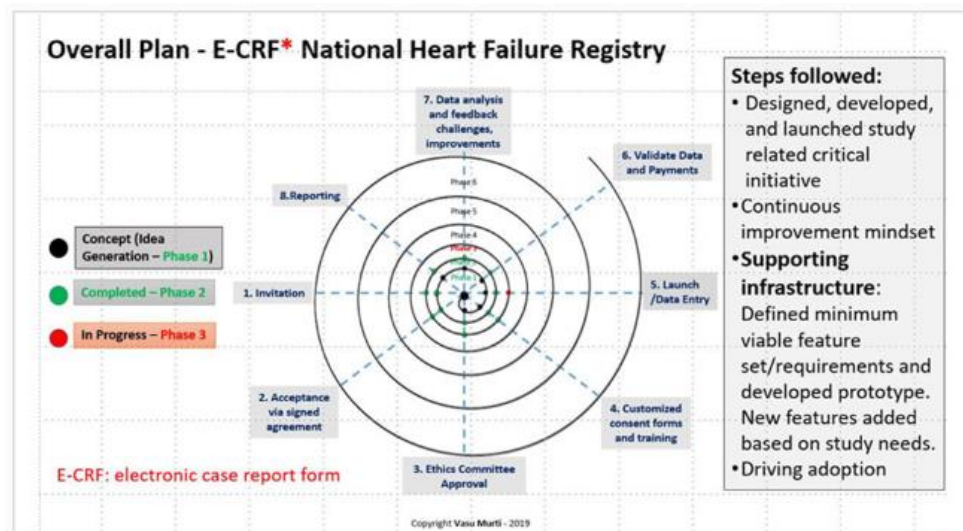 Overall Plan - E-CRF* National Heart Failure Registry
7. Data analysis
and feedback
challenges,
improvements
6. Validate Data
and Payments
8.Reporting
Phase 6
Phase 5
Phase 4
Phase 3
Phase 1
Concept (Idea
Generation – Phase 1)
Completed – Phase 2
In Progress – Phase 3
1. Invitation
5. Launch
/Data Entry
2. Acceptance
via signed
agreement
4. Customized
consent forms
and training
3. Ethics Committee
Approval
E-CRF: electronic case report form
Copyright Vasu Murti - 2019
Steps followed:
• Designed, developed,
and launched study
related critical
initiative
• Continuous
improvement mindset
• Supporting
infrastructure:
Defined minimum
viable feature
set/requirements and
developed prototype.
New features added
based on study needs.
• Driving adoption